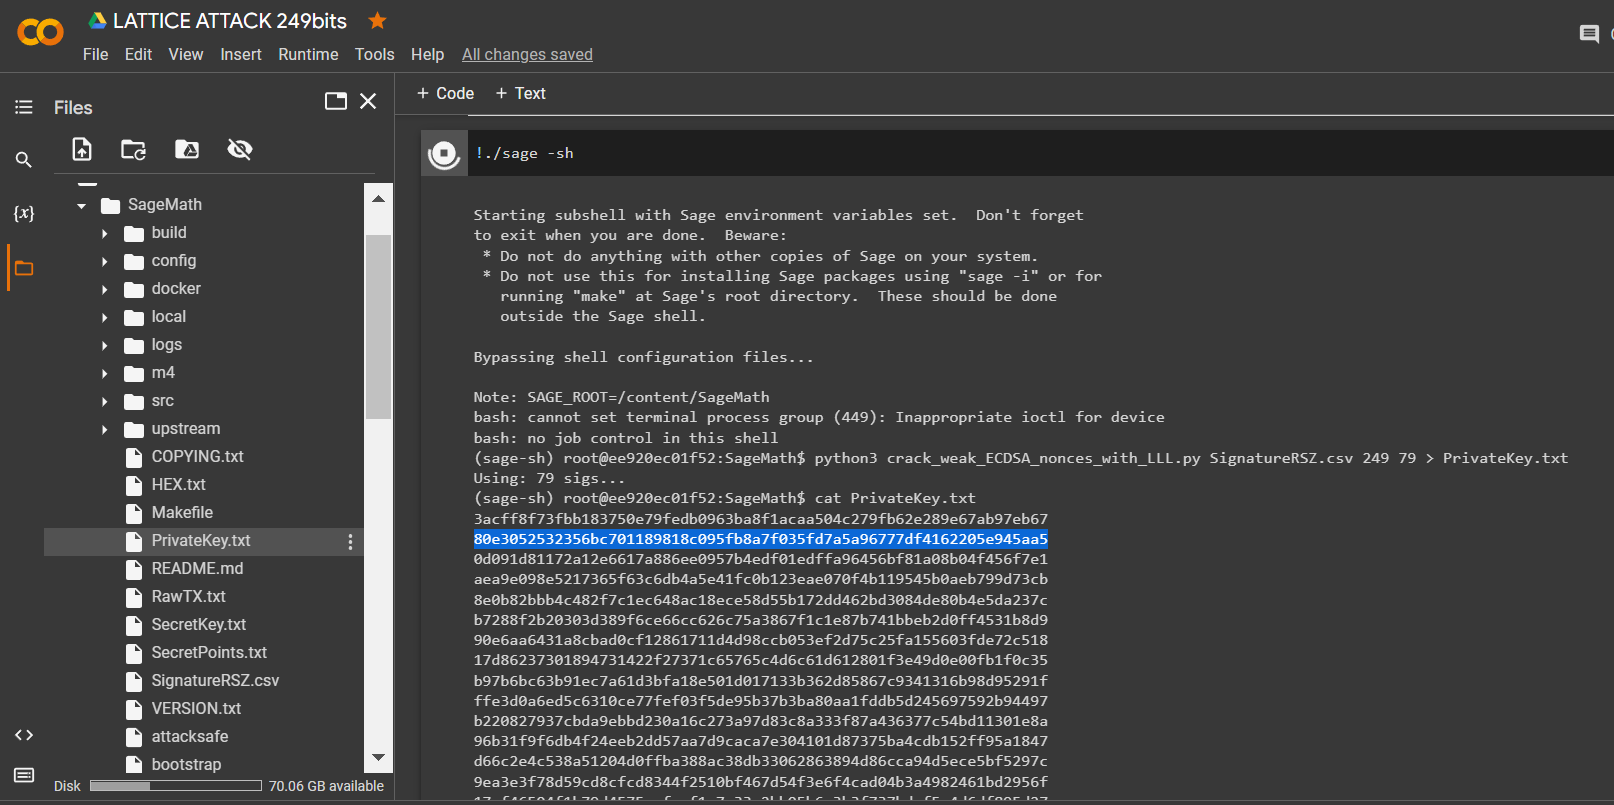 LATTICE ATTACK 249bits
File Edit View Insert Runtime Tools Help All changes saved
Files
+ Code + Text
SageMath
build
config
docker
local
logs
m4
src
upstream
COPYING.txt
HEX.txt
Makefile
PrivateKey.txt
README.md
RawTX.txt
SecretKey.txt
SecretPoints.txt
SignatureRSZ.csv
VERSION.txt
attacksafe
bootstrap
Disk 70.06 GB available
!./sage -sh
Starting subshell with Sage environment variables set.  Don't forget
to exit when you are done.  Beware:
* Do not do anything with other copies of Sage on your system.
* Do not use this for installing Sage packages using "sage -i" or for
running "make" at Sage's root directory.  These should be done
outside the Sage shell.
Bypassing shell configuration files...
Note: SAGE_ROOT=/content/SageMath
bash: cannot set terminal process group (449): Inappropriate ioctl for device
bash: no job control in this shell
(sage-sh) root@ee920ec01f52:SageMath$ python3 crack_weak_ECDSA_nonces_with_LLL.py SignatureRSZ.csv 249 79 > PrivateKey.txt
Using: 79 sigs...
(sage-sh) root@ee920ec01f52:SageMath$ cat PrivateKey.txt
3acff8f73fbb183750e79fedb0963ba8f1acaa504c279fb62e289e67ab97eb67
80e3052532356bc701189818c095fb8a7f035fd7a5a96777df4162205e945aa5
0d091d81172a12e6617a886ee0957b4edf01edffa96456bf81a08b04f456f7e1
aea9e098e5217365f63c6db4a5e41fc0b123eae070f4b119545b0aeb799d73cb
8e0b82bbb4c482f7c1ec648ac18ece58d55b172dd462bd3084de80b4e5da237c
b7288f2b20303d389f6ce66cc626c75a3867f1c1e87b741bbeb2d0ff4531b8d9
90e6aa6431a8cbad0cf12861711d4d98ccb053ef2d75c25fa155603fde72c518
17d86237301894731422f27371c65765c4d6c61d612801f3e49d0e00fb1f0c35
b97b6bc63b91ec7a61d3bfa18e501d017133b362d85867c9341316b98d95291f
ffe3d0a6ed5c6310ce77fef03f5de95b37b3ba80aa1fddb5d245697592b94497
b220827937cbda9ebbd230a16c273a97d83c8a333f87a436377c54bd11301e8a
96b31f9f6db4f24eeb2dd57aa7d9caca7e304101d87375ba4cdb152ff95a1847
d66c2e4c538a51204d0ffba388ac38db33062863894d86cca94d5ece5bf5297c
9ea3e3f78d59cd8cfcd8344f2510bf467d54f3e6f4cad04b3a4982461bd2956f